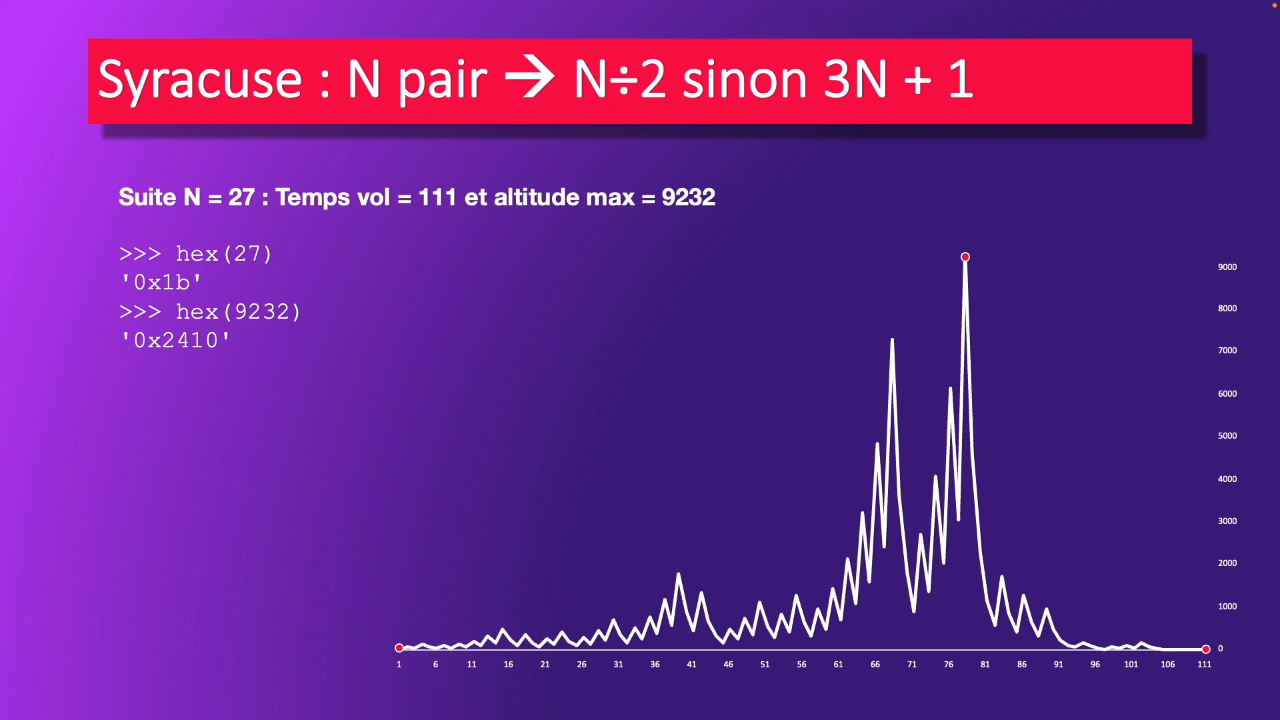 Syracuse : N pair → N÷2 sinon 3N + 1
Suite N = 27 : Temps vol = 111 et altitude max = 9232
>>> hex(27)
'0x1b'
>>> hex(9232)
'0x2410'
9000
8000
7000
6000
5000
4000
3000
2000
1000
0
1 6 11 16 21 26 31 36 41 46 51 56 61 66 71 76 81 86 91 96 101 106 111